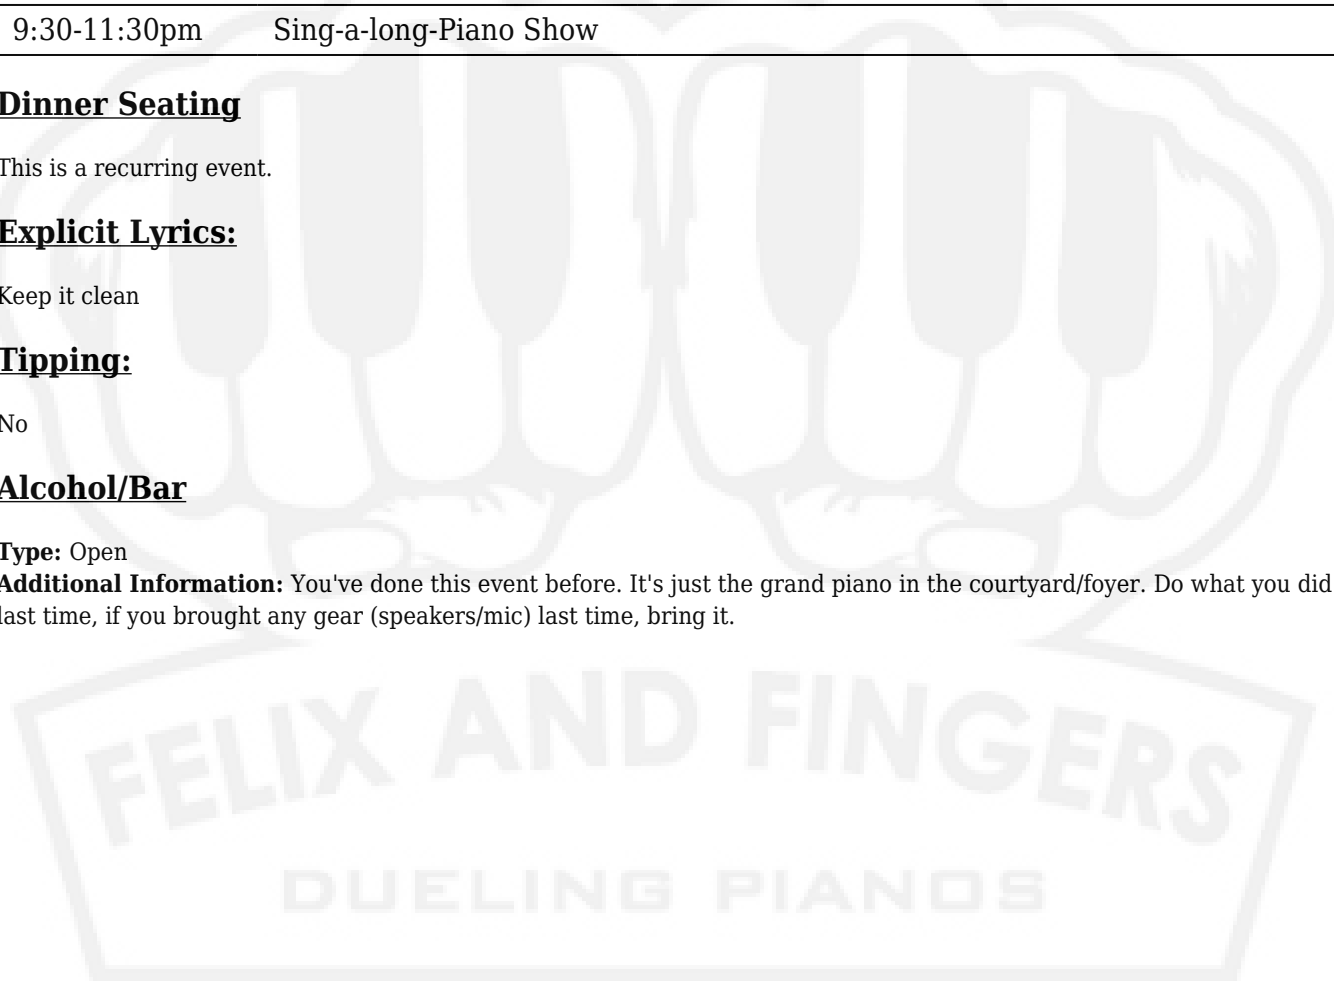 9:30-11:30pm Sing-a-long-Piano Show
Dinner Seating
This is a recurring event.
Explicit Lyrics:
Keep it clean
Tipping:
No
Alcohol/Bar
Type: Open
Additional Information: You've done this event before. It's just the grand piano in the courtyard/foyer. Do what you did
last time, if you brought any gear (speakers/mic) last time, bring it.
FELIX AND FINGERS
DUELING PIANOS